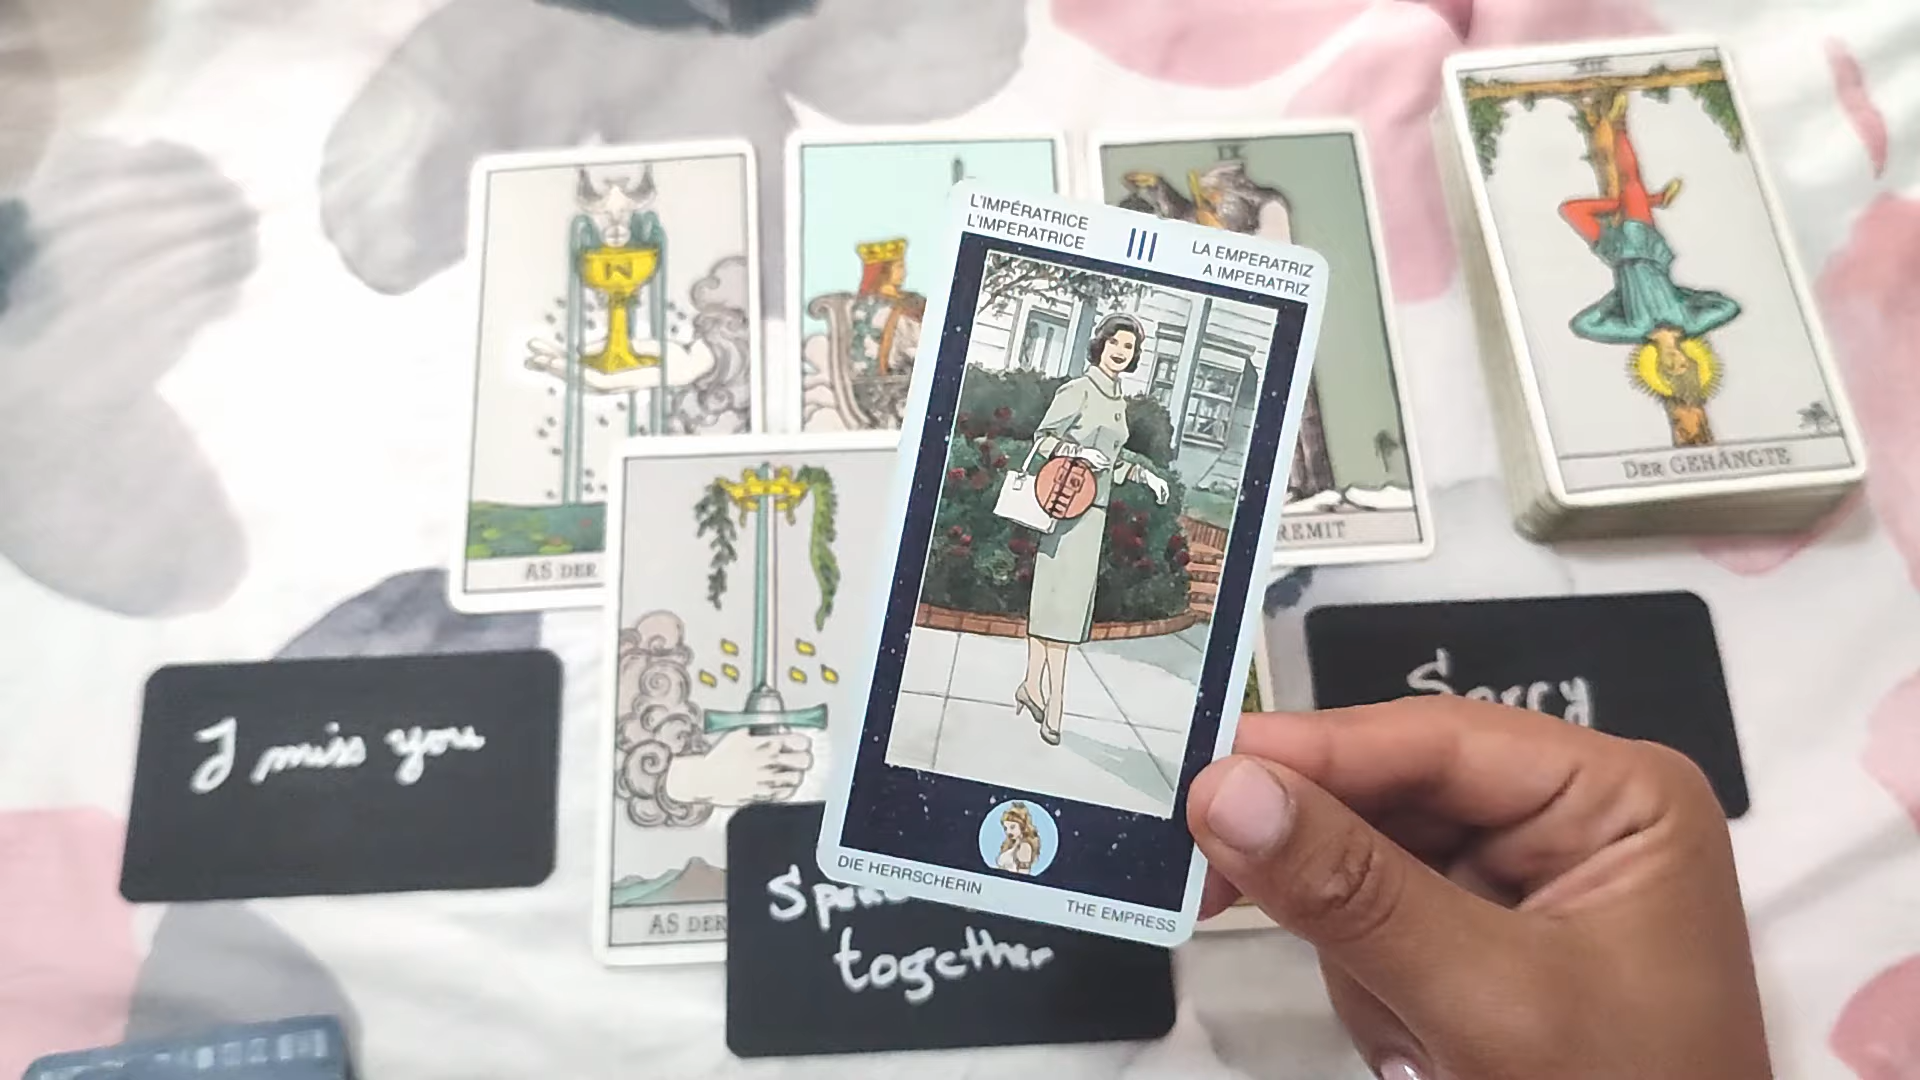 L'IMPÉRATRICE
L'IMPERATRICE
III
LA EMPERATRIZ
A IMPERATRIZ
DIE HERRSCHERIN
THE EMPRESS
XII
DER GEHÄNGTE
IX
REMIT
AS DER
AS DER
I miss you
Sorry
together